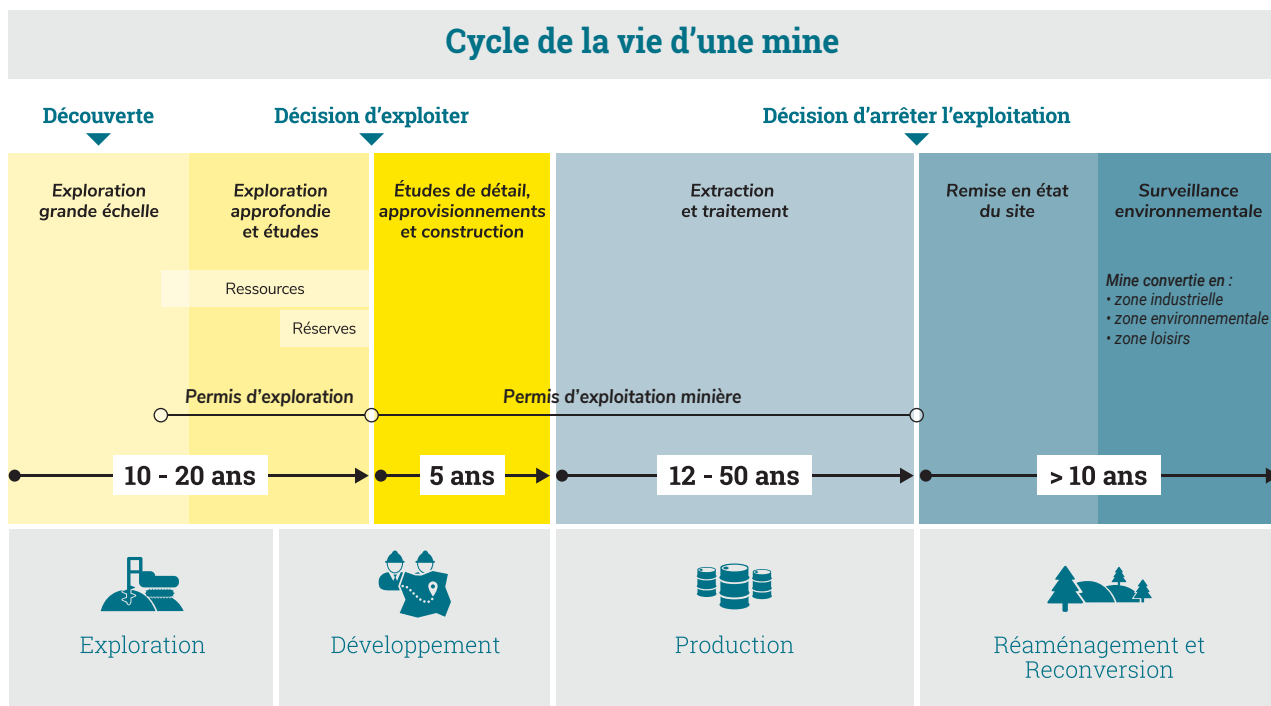 Cycle de la vie d’une mine
Découverte
Décision d’exploiter
Décision d’arrêter l’exploitation
Exploration
grande échelle
Exploration
approfondie
et études
Études de détail,
approvisionnements
et construction
Extraction
et traitement
Remise en état
du site
Surveillance
environnementale
Ressources
Réserves
Mine convertie en :
• zone industrielle
• zone environnementale
• zone loisirs
Permis d’exploration
Permis d’exploitation minière
10 - 20 ans
5 ans
12 - 50 ans
> 10 ans
Exploration
Développement
Production
Réaménagement et
Reconversion